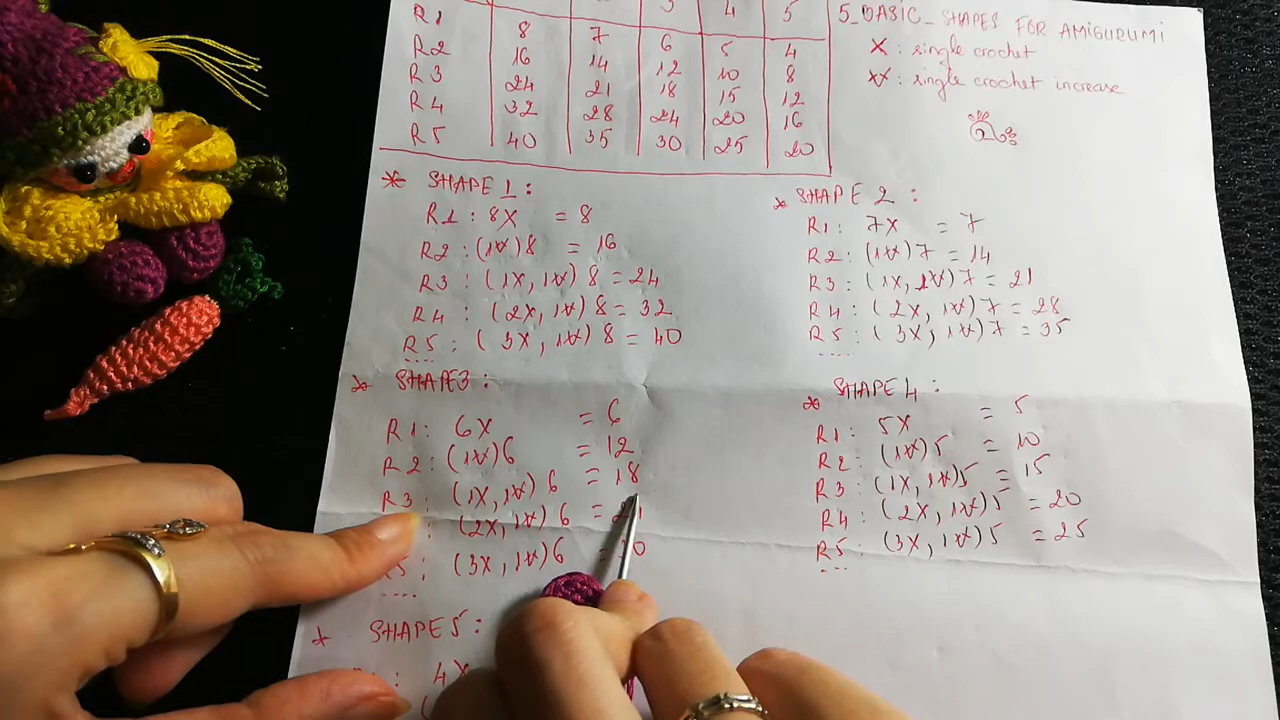 3 4 5
R1 8 7 6 5 4
R2 16 14 12 10 8
R3 24 21 18 15 12
R4 32 28 24 20 16
R5 40 35 30 25 20
5_BASIC_SHAPES FOR AMIGURUMI
X : single crochet
XX : single crochet increase
* SHAPE 1 :
R1 : 8X = 8
R2 : (1XX) 8 = 16
R3 : (1X, 1XX) 8 = 24
R4 : (2X, 1XX) 8 = 32
R5 : (3X, 1XX) 8 = 40
....
* SHAPE 2 :
R1 : 7X = 7
R2 : (1XX) 7 = 14
R3 : (1X, 1XX) 7 = 21
R4 : (2X, 1XX) 7 = 28
R5 : (3X, 1XX) 7 = 35
....
* SHAPE 3 :
R1 : 6X = 6
R2 : (1XX) 6 = 12
R3 : (1X, 1XX) 6 = 18
: (2X, 1XX) 6 =
5 : (3X, 1XX) 6 = 0
....
* SHAPE 4 :
R1 : 5X = 5
R2 : (1XX) 5 = 10
R3 : (1X, 1XX) 5 = 15
R4 : (2X, 1XX) 5 = 20
R5 : (3X, 1XX) 5 = 25
...
* SHAPE 5 :
: 4X